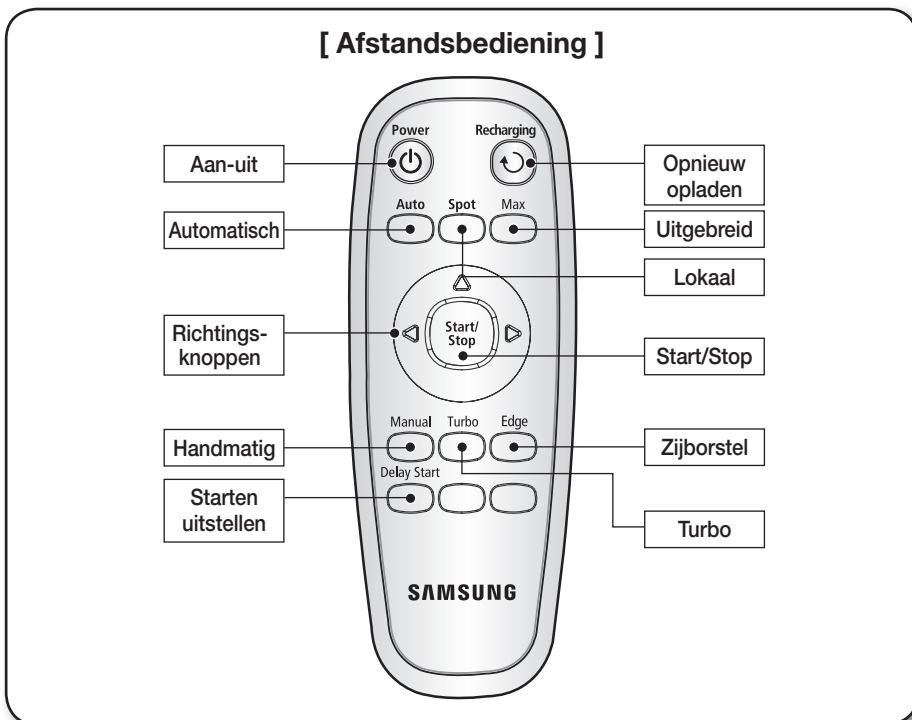 [ Afstandsbediening ]
Power
Recharging
Aan-uit
Opnieuw
opladen
Auto
Spot
Max
Automatisch
Uitgebreid
Lokaal
Richtings-
knoppen
Start/
Stop
Start/Stop
Manual
Turbo
Edge
Handmatig
Zijborstel
Delay Start
Starten
uitstellen
Turbo
SAMSUNG